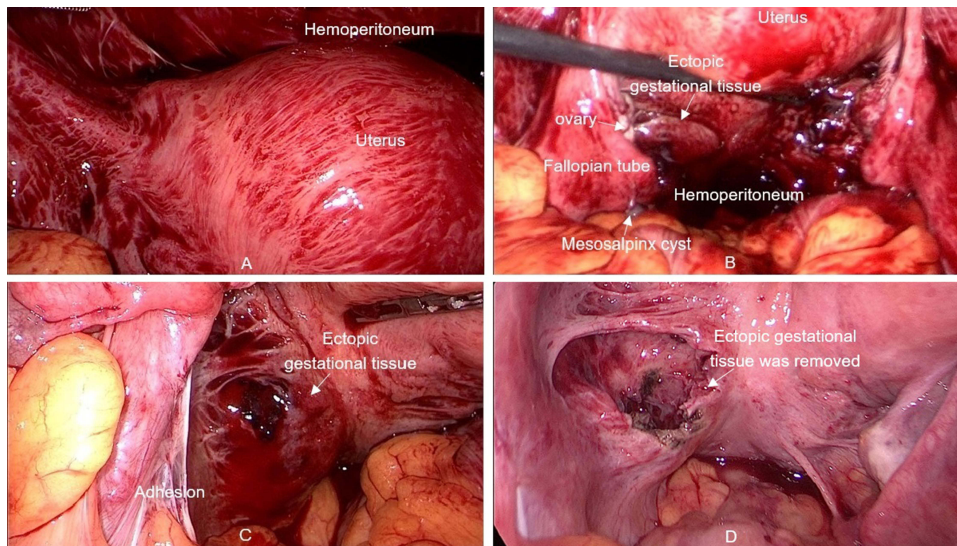 Hemoperitoneum
Uterus
A
Uterus
Ectopic
gestational tissue
ovary
Fallopian tube
Hemoperitoneum
Mesosalpinx cyst
B
Ectopic
gestational tissue
Adhesion
C
Ectopic gestational
tissue was removed
D